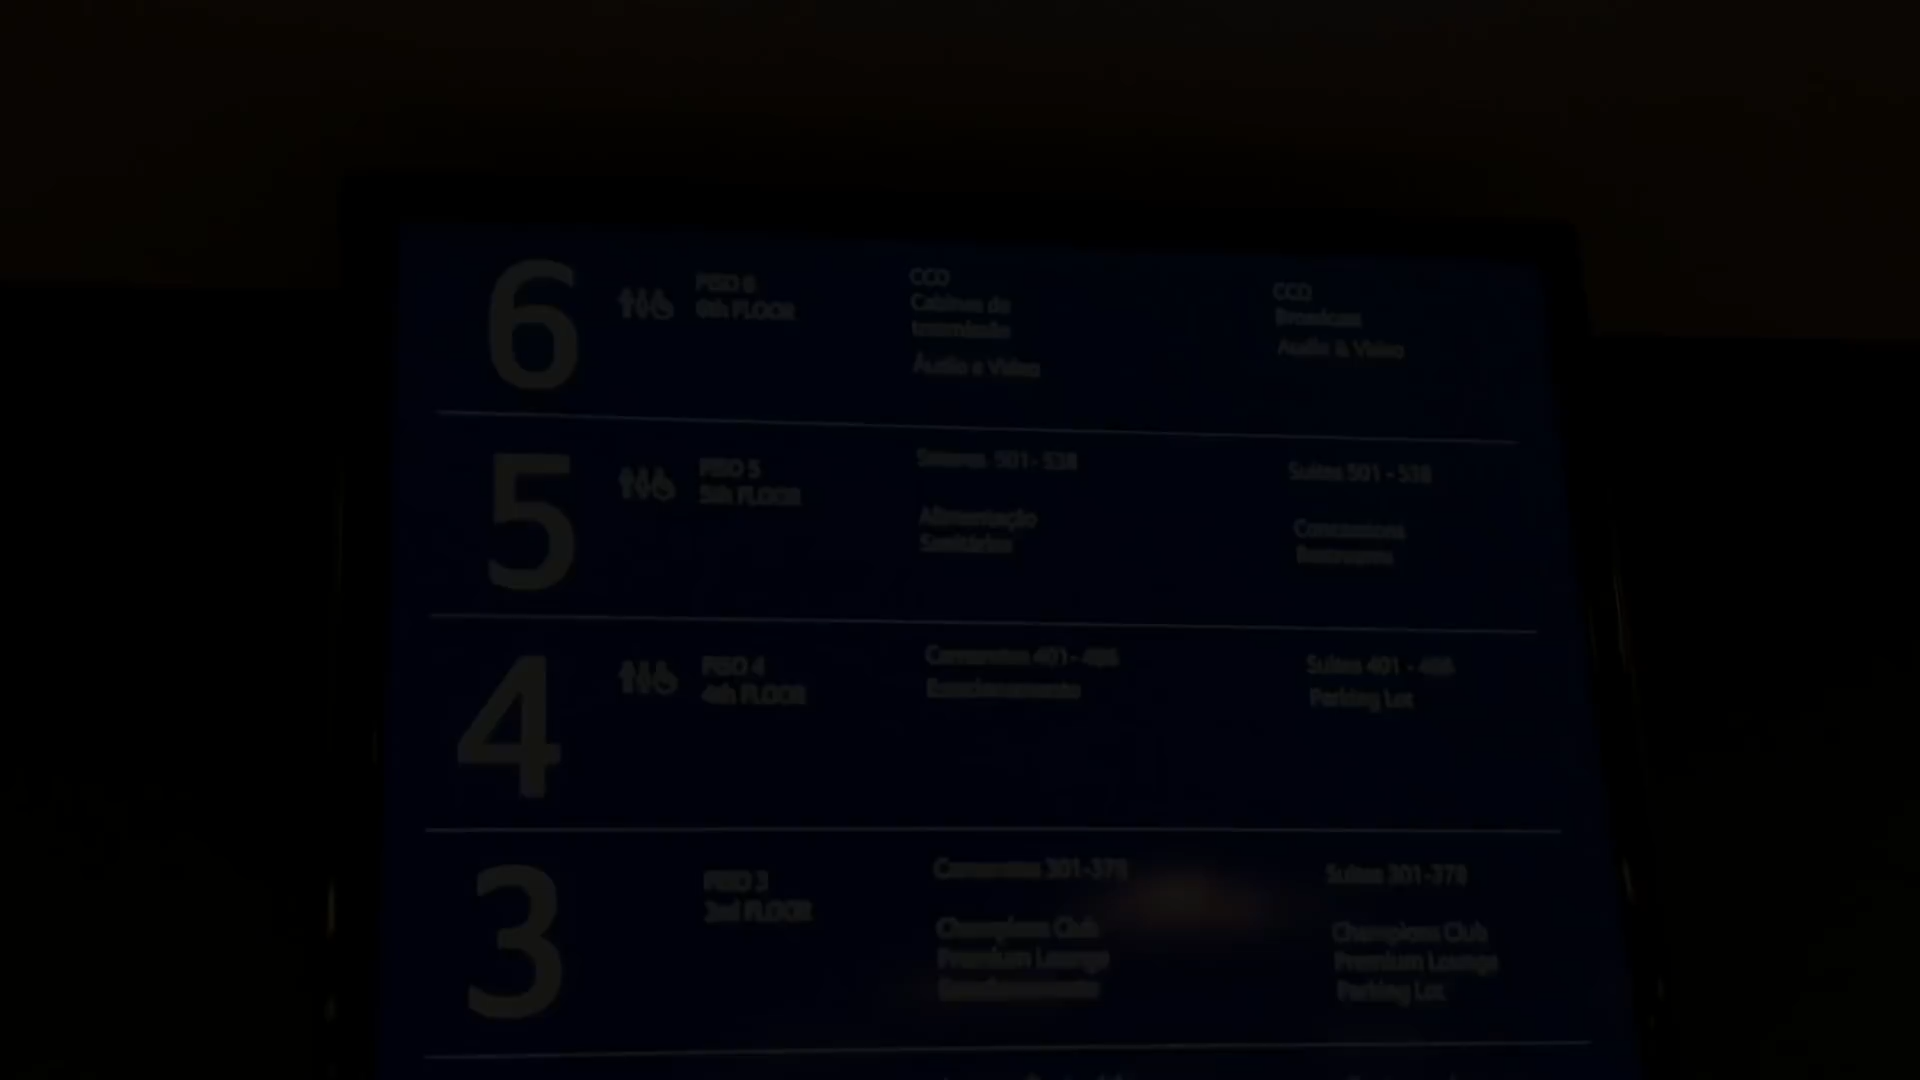 6
PISO 6
6th FLOOR
CCO
Cabines de
Áudio e Vídeo
CCO
Audio & Video
5
PISO 5
5th FLOOR
501 - 538
Alimentação
Sanitários
Suites 501 - 538
Concessions
Restrooms
4
PISO 4
4th FLOOR
Camarotes 401 - 486
Estacionamento
Suites 401 - 486
Parking Lot
3
PISO 3
FLOOR
Camarotes 301-378
Champions Club
Premium Lounge
Estacionamento
Suites 301-378
Champions Club
Premium Lounge
Parking Lot